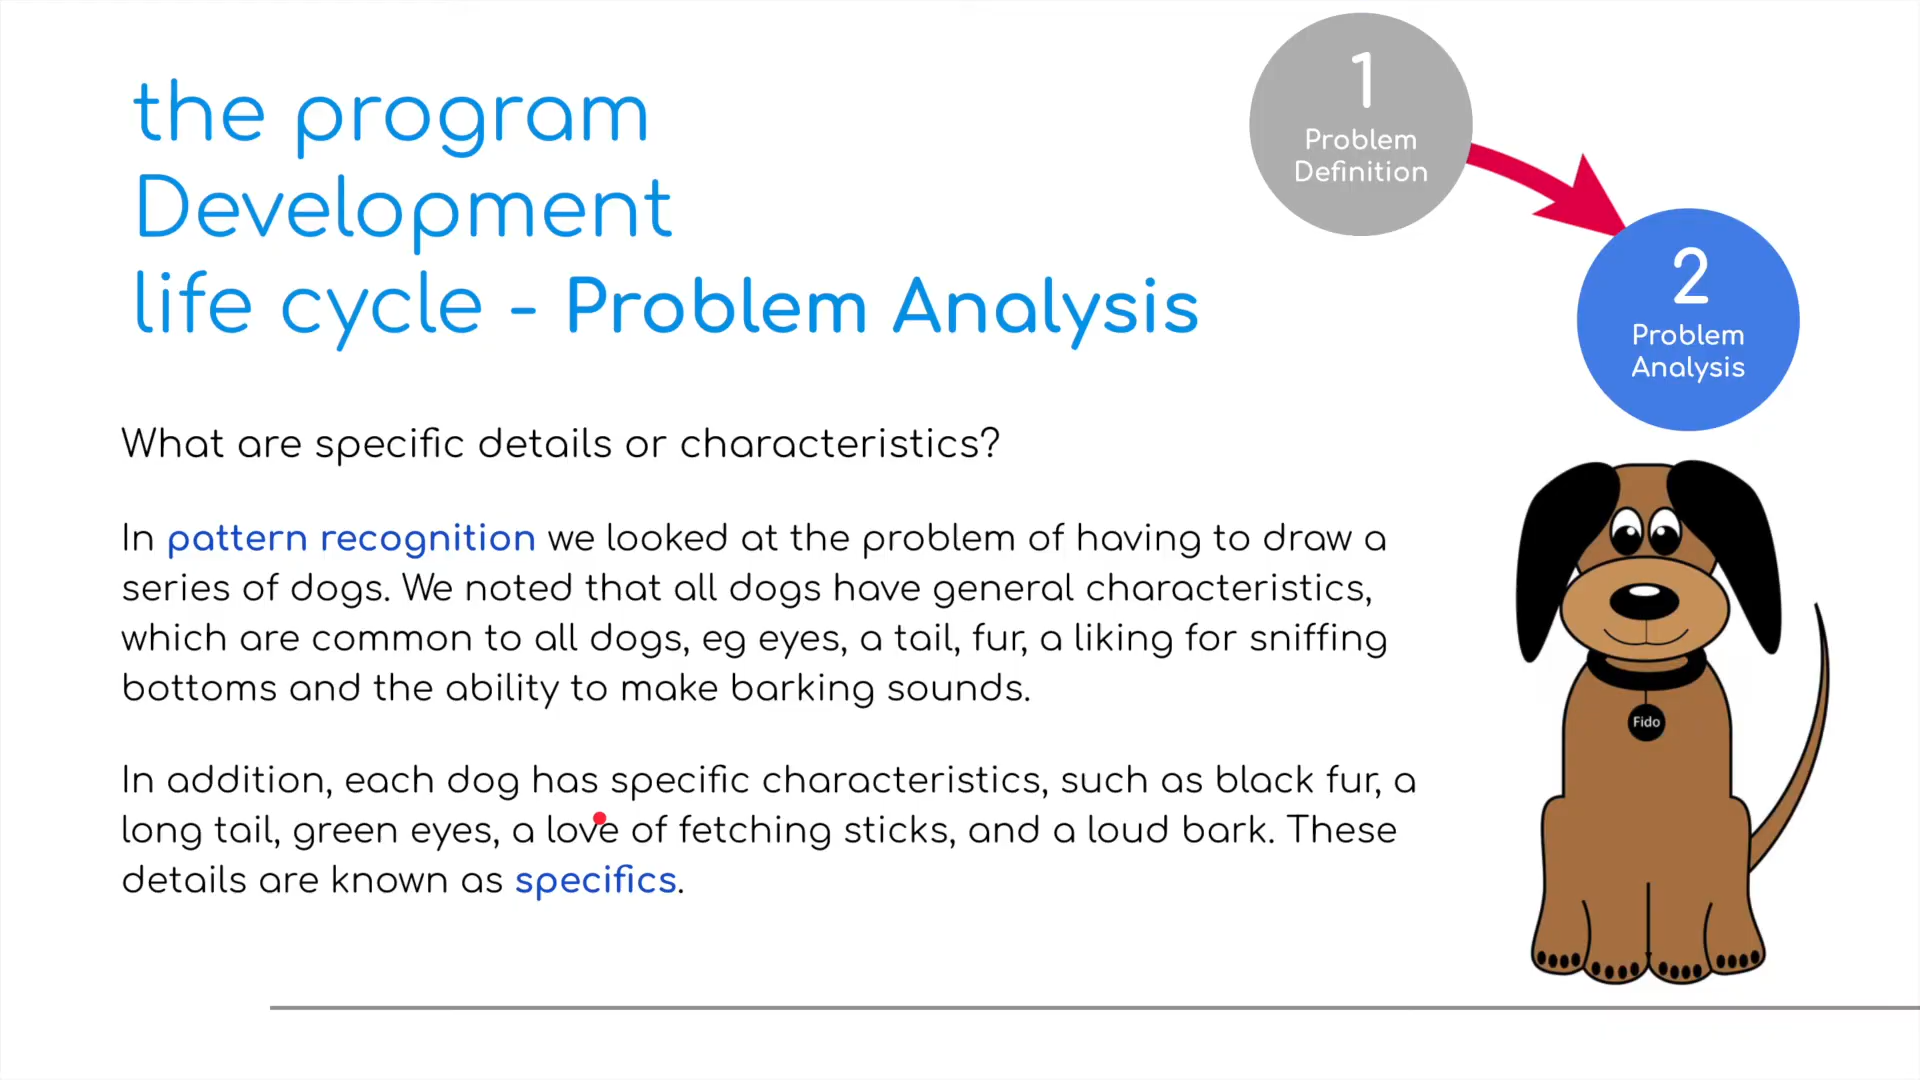 the program
Development
life cycle - Problem Analysis
1
Problem
Definition
2
Problem
Analysis
What are specific details or characteristics?
In pattern recognition we looked at the problem of having to draw a
series of dogs. We noted that all dogs have general characteristics,
which are common to all dogs, eg eyes, a tail, fur, a liking for sniffing
bottoms and the ability to make barking sounds.
In addition, each dog has specific characteristics, such as black fur, a
long tail, green eyes, a love of fetching sticks, and a loud bark. These
details are known as specifics.
Fido